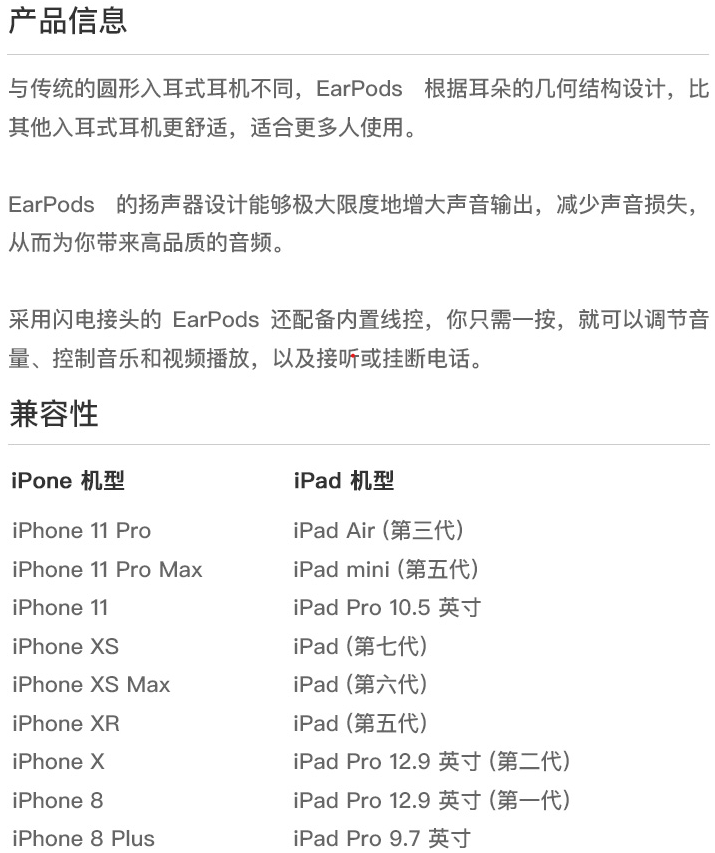 产品信息
与传统的圆形入耳式耳机不同，EarPods 根据耳朵的几何结构设计，比
其他入耳式耳机更舒适，适合更多人使用。
EarPods 的扬声器设计能够极大限度地增大声音输出，减少声音损失，
从而为你带来高品质的音频。
采用闪电接头的 EarPods 还配备内置线控，你只需一按，就可以调节音
量、控制音乐和视频播放，以及接听或挂断电话。
兼容性
iPone 机型 iPad 机型
iPhone 11 Pro iPad Air (第三代)
iPhone 11 Pro Max iPad mini (第五代)
iPhone 11 iPad Pro 10.5 英寸
iPhone XS iPad (第七代)
iPhone XS Max iPad (第六代)
iPhone XR iPad (第五代)
iPhone X iPad Pro 12.9 英寸 (第二代)
iPhone 8 iPad Pro 12.9 英寸 (第一代)
iPhone 8 Plus iPad Pro 9.7 英寸